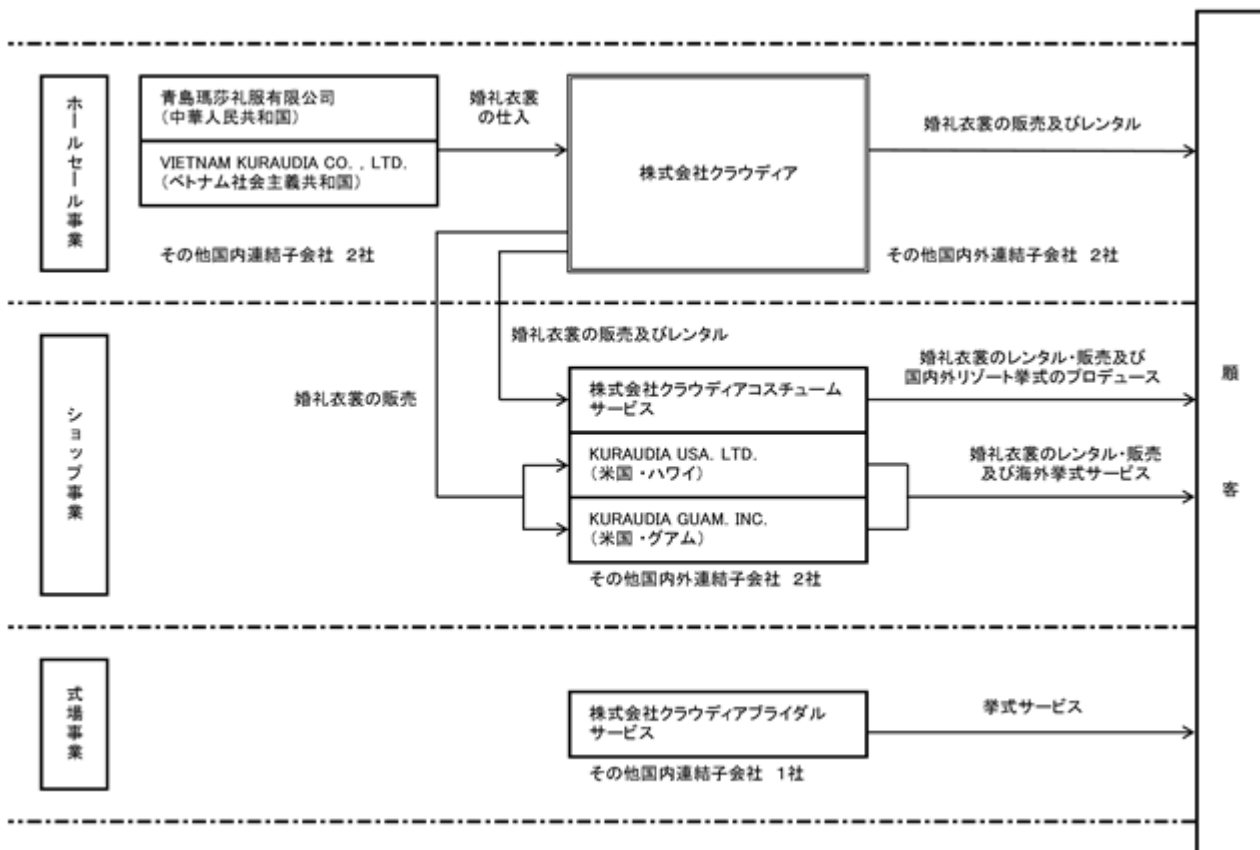 ホールセール事業
青島瑪莎礼服有限公司
(中華人民共和国)
VIETNAM KURAUDIA CO. , LTD.
(ベトナム社会主義共和国)
その他国内連結子会社 2社
婚礼衣裳
の仕入
株式会社クラウディア
婚礼衣裳の販売及びレンタル
その他国内外連結子会社 2社
ショップ事業
婚礼衣裳の販売
婚礼衣裳の販売及びレンタル
株式会社クラウディアコスチューム
サービス
KURAUDIA USA. LTD.
(米国・ハワイ)
KURAUDIA GUAM. INC.
(米国・グアム)
その他国内外連結子会社 2社
婚礼衣裳のレンタル・販売及び
国内外リゾート挙式のプロデュース
婚礼衣裳のレンタル・販売
及び海外挙式サービス
式場事業
株式会社クラウディアブライダル
サービス
その他国内連結子会社 1社
挙式サービス
顧客